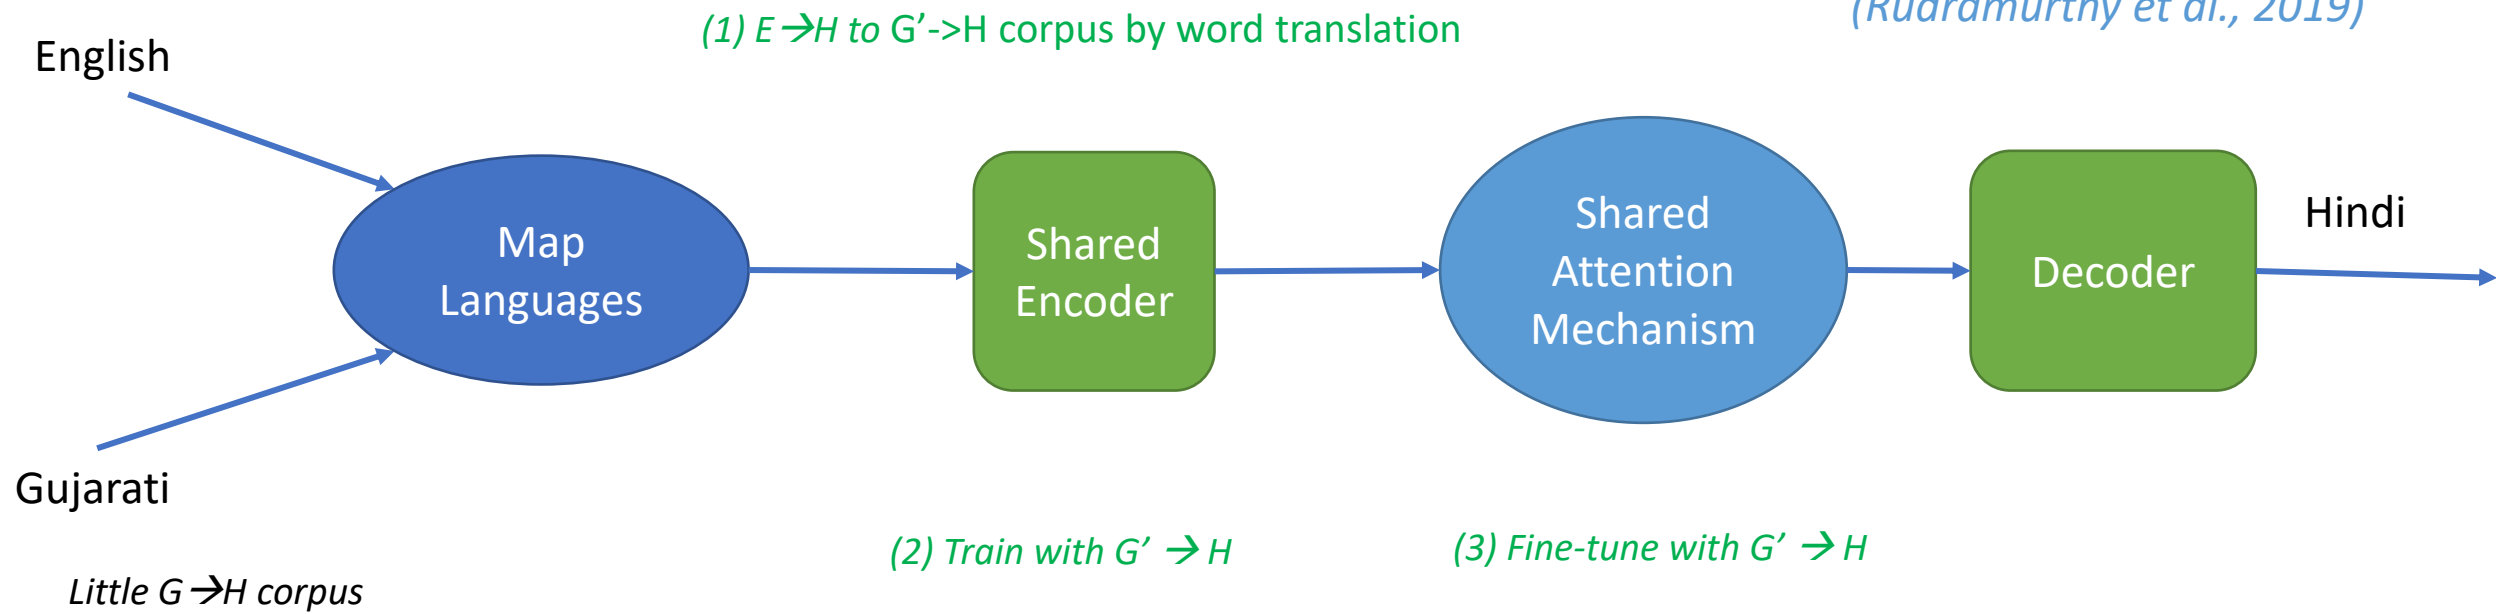 (Rudramurthy et al., 2019)
(1) E→H to G’->H corpus by word translation
English
Map
Languages
Shared
Encoder
Shared
Attention
Mechanism
Decoder
Hindi
Gujarati
(2) Train with G’ → H
(3) Fine-tune with G’ → H
Little G→H corpus